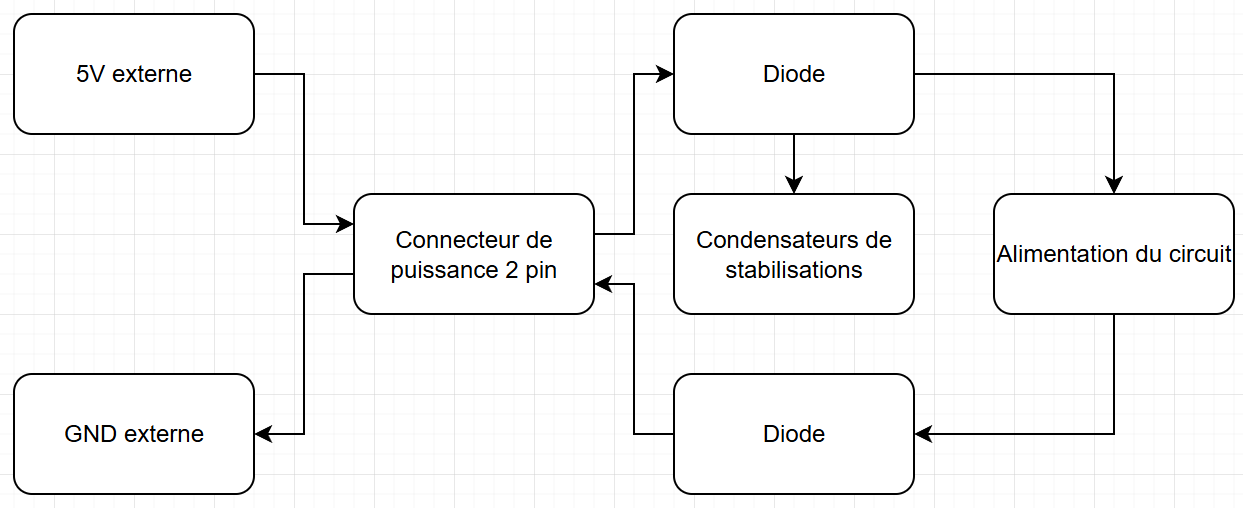 5V externe
Diode
Connecteur de
puissance 2 pin
Condensateurs de
stabilisations
Alimentation du circuit
GND externe
Diode